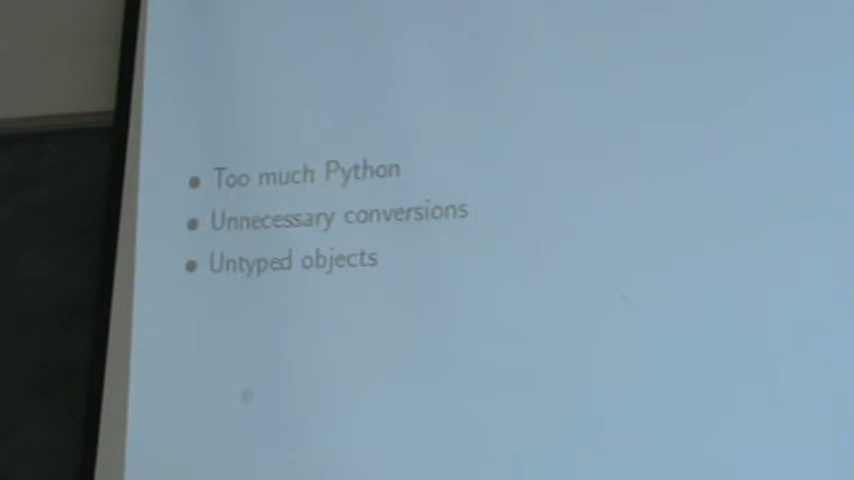 • Too much Python
• Unnecessary conversions
• Untyped objects